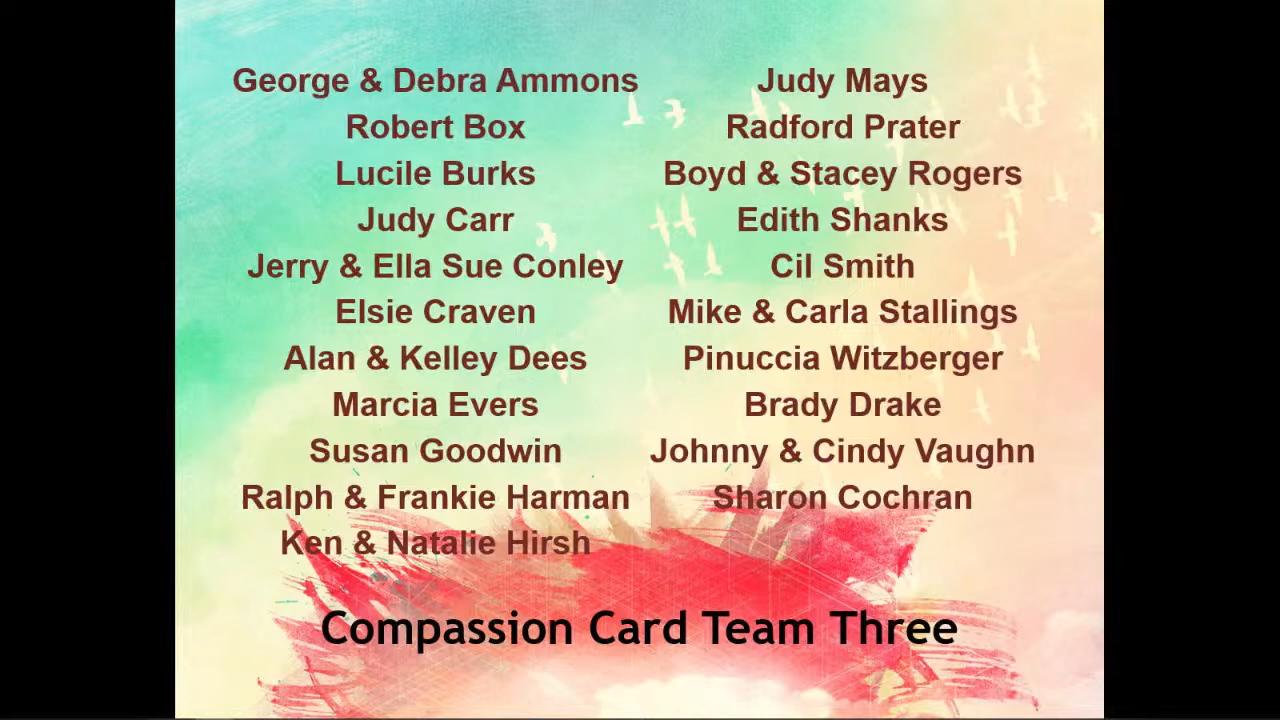 George & Debra Ammons
Robert Box
Lucile Burks
Judy Carr
Jerry & Ella Sue Conley
Elsie Craven
Alan & Kelley Dees
Marcia Evers
Susan Goodwin
Ralph & Frankie Harman
Ken & Natalie Hirsh
Judy Mays
Radford Prater
Boyd & Stacey Rogers
Edith Shanks
Cil Smith
Mike & Carla Stallings
Pinuccia Witzberger
Brady Drake
Johnny & Cindy Vaughn
Sharon Cochran
Compassion Card Team Three